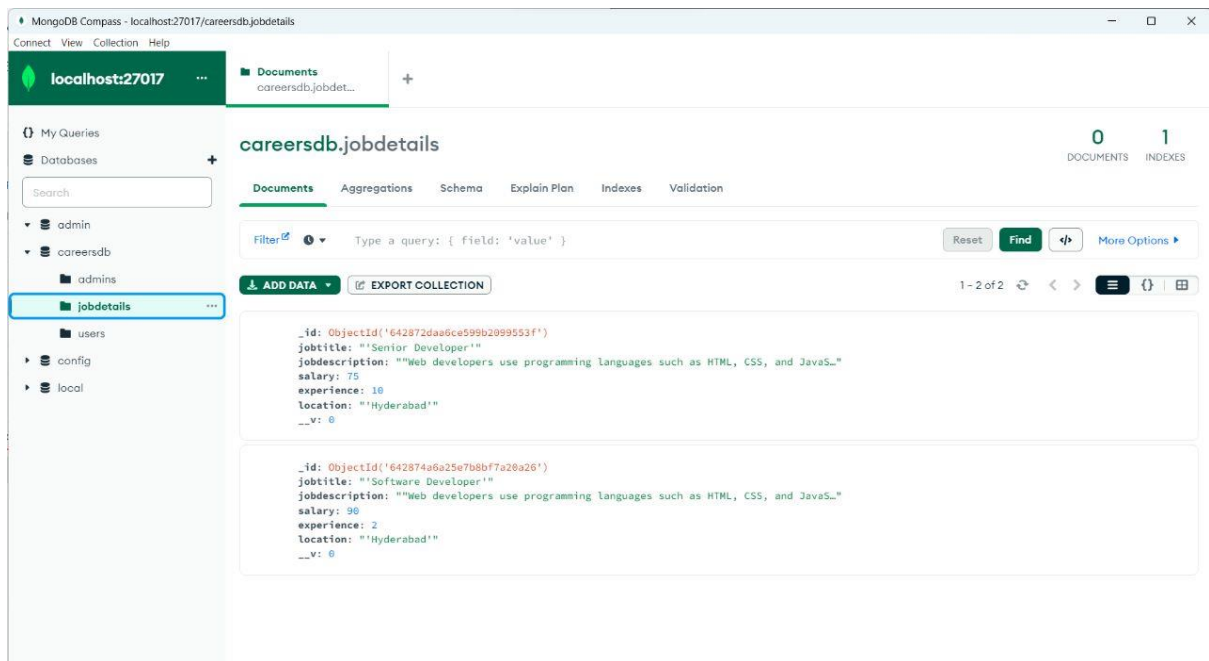 MongoDB Compass - localhost:27017/careersdb.jobdetails
Connect View Collection Help
localhost:27017 ...
Documents
careersdb.jobdet...
+
{} My Queries
Databases +
Search
admin
careersdb
admins
jobdetails ...
users
config
local
careersdb.jobdetails
0
DOCUMENTS
1
INDEXES
Documents Aggregations Schema Explain Plan Indexes Validation
Filter Type a query: { field: 'value' } Reset Find </> More Options
ADD DATA EXPORT COLLECTION 1 - 2 of 2 < > {}
_id: ObjectId('642872daa6ce599b2099553f')
jobtitle: "'Senior Developer'"
jobdescription: ""Web developers use programming languages such as HTML, CSS, and JavaS…"
salary: 75
experience: 10
location: "'Hyderabad'"
__v: 0
_id: ObjectId('642874a6a25e7b8bf7a20a26')
jobtitle: "'Software Developer'"
jobdescription: ""Web developers use programming languages such as HTML, CSS, and JavaS…"
salary: 90
experience: 2
location: "'Hyderabad'"
__v: 0